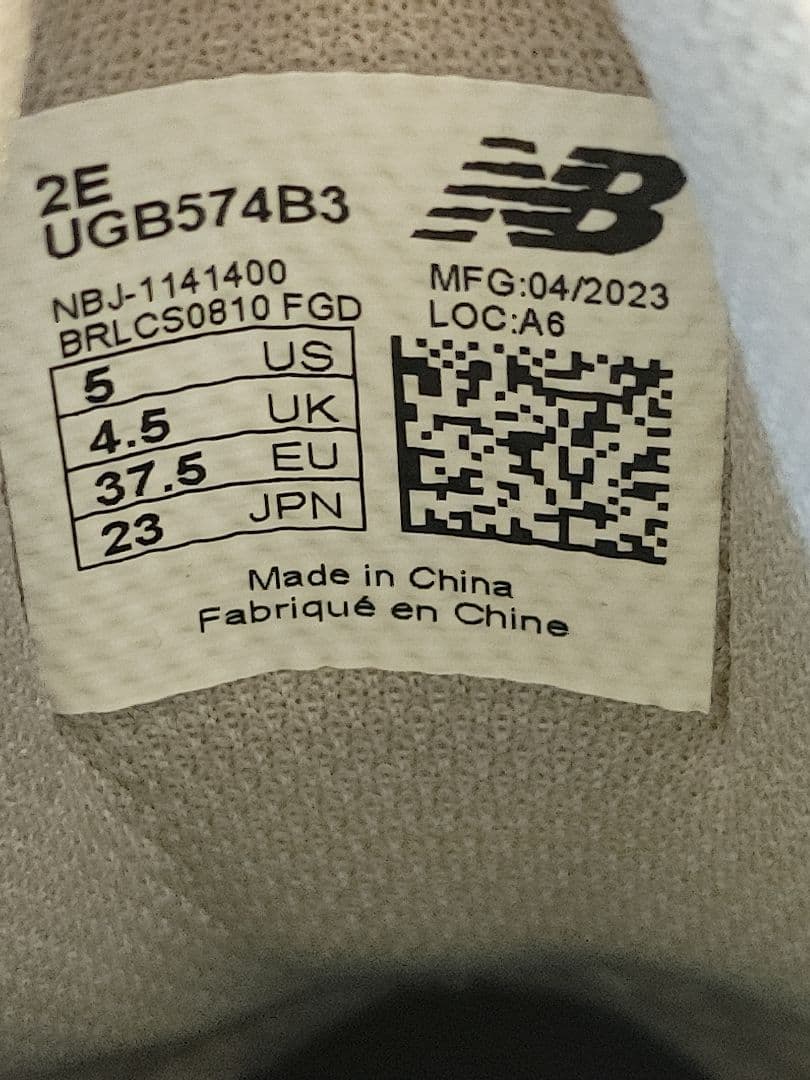 2E
UGB574B3
NB
NBJ-1141400
BRLCS0810 FGD
MFG:04/2023
LOC:A6
5 US
4.5 UK
37.5 EU
23 JPN
Made in China
Fabriqué en Chine